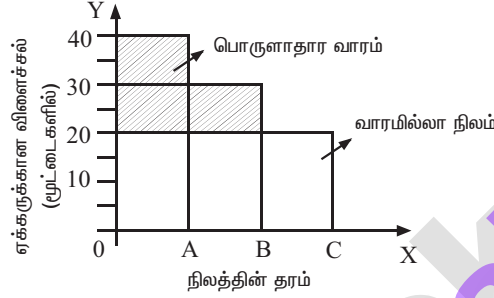 Y
40
பொருளாதார வாரம்
30
20
வாரமில்லா நிலம்
10
0
A B C X
நிலத்தின் தரம்
ஏக்கருக்கான விளைச்சல்
(மூட்டைகளில்)